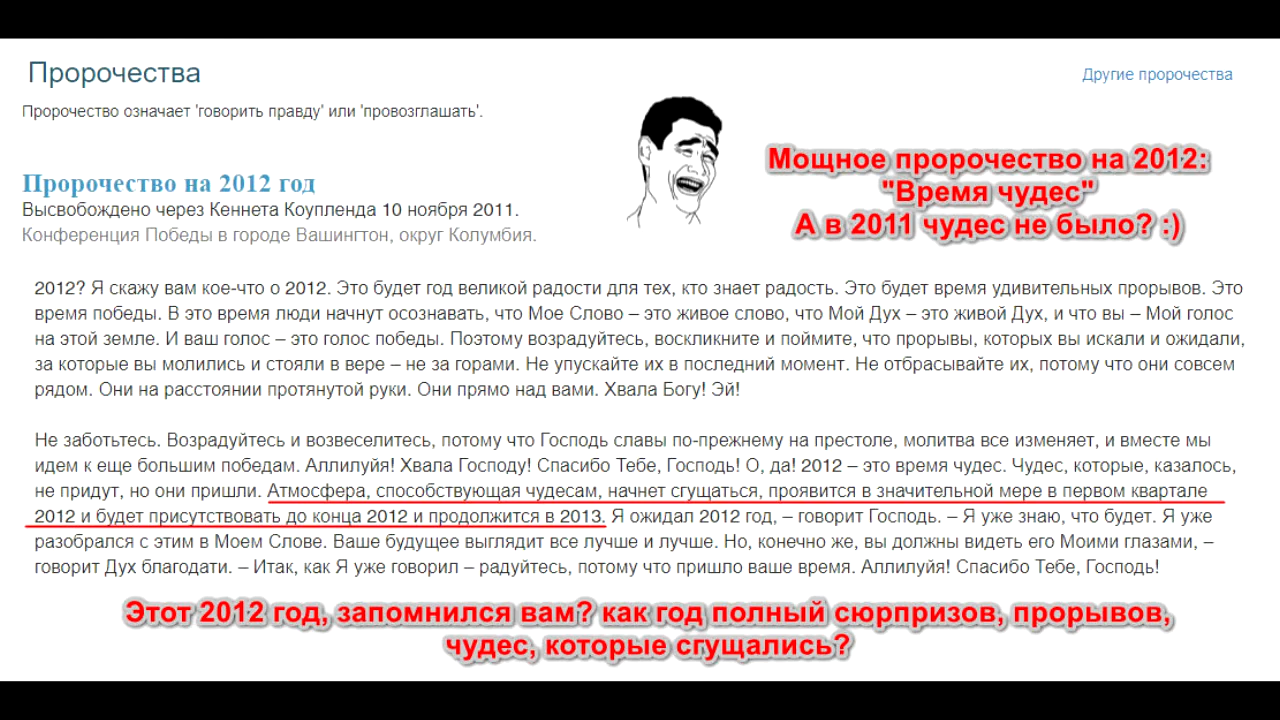 Пророчества
Другие пророчества
Пророчество означает 'говорить правду' или 'провозглашать'.
Мощное пророчество на 2012:
"Время чудес"
А в 2011 чудес не было? :)
Пророчество на 2012 год
Высвобождено через Кеннета Коупленда 10 ноября 2011.
Конференция Победы в городе Вашингтон, округ Колумбия.
2012? Я скажу вам кое-что о 2012. Это будет год великой радости для тех, кто знает радость. Это будет время удивительных прорывов. Это
время победы. В это время люди начнут осознавать, что Мое Слово – это живое слово, что Мой Дух – это живой Дух, и что вы – Мой голос
на этой земле. И ваш голос – это голос победы. Поэтому возрадуйтесь, воскликните и поймите, что прорывы, которых вы искали и ожидали,
за которые вы молились и стояли в вере – не за горами. Не упускайте их в последний момент. Не отбрасывайте их, потому что они совсем
рядом. Они на расстоянии протянутой руки. Они прямо над вами. Хвала Богу! Эй!
Не заботьтесь. Возрадуйтесь и возвеселитесь, потому что Господь славы по-прежнему на престоле, молитва все изменяет, и вместе мы
идем к еще большим победам. Аллилуйя! Хвала Господу! Спасибо Тебе, Господь! О, да! 2012 – это время чудес. Чудес, которые, казалось,
не придут, но они пришли. Атмосфера, способствующая чудесам, начнет сгущаться, проявится в значительной мере в первом квартале
2012 и будет присутствовать до конца 2012 и продолжится в 2013. Я ожидал 2012 год, – говорит Господь. – Я уже знаю, что будет. Я уже
разобрался с этим в Моем Слове. Ваше будущее выглядит все лучше и лучше. Но, конечно же, вы должны видеть его Моими глазами, –
говорит Дух благодати. – Итак, как Я уже говорил – радуйтесь, потому что пришло ваше время. Аллилуйя! Спасибо Тебе, Господь!
Этот 2012 год, запомнился вам? как год полный сюрпризов, прорывов,
чудес, которые сгущались?